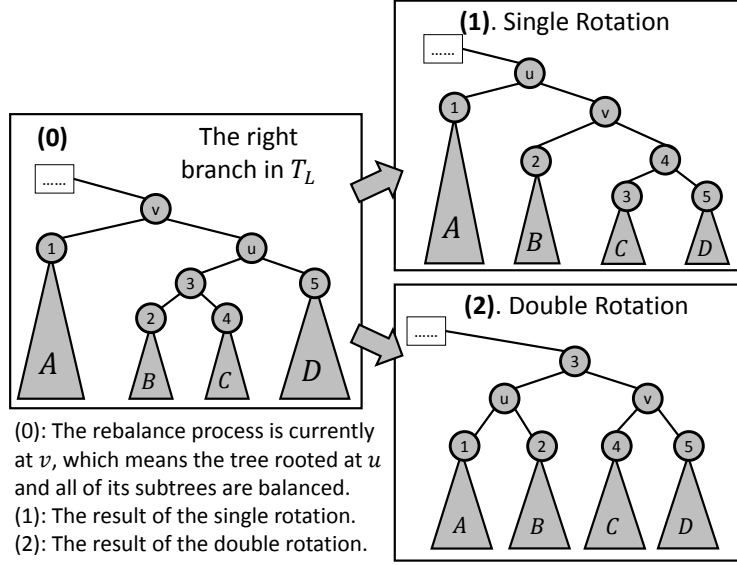 (0)
The right
branch in T_L
......
v
1
u
3
5
2
4
A
B
C
D
(0): The rebalance process is currently
at v, which means the tree rooted at u
and all of its subtrees are balanced.
(1): The result of the single rotation.
(2): The result of the double rotation.
(1). Single Rotation
......
u
1
v
2
4
3
5
A
B
C
D
(2). Double Rotation
......
3
u
v
1
2
4
5
A
B
C
D